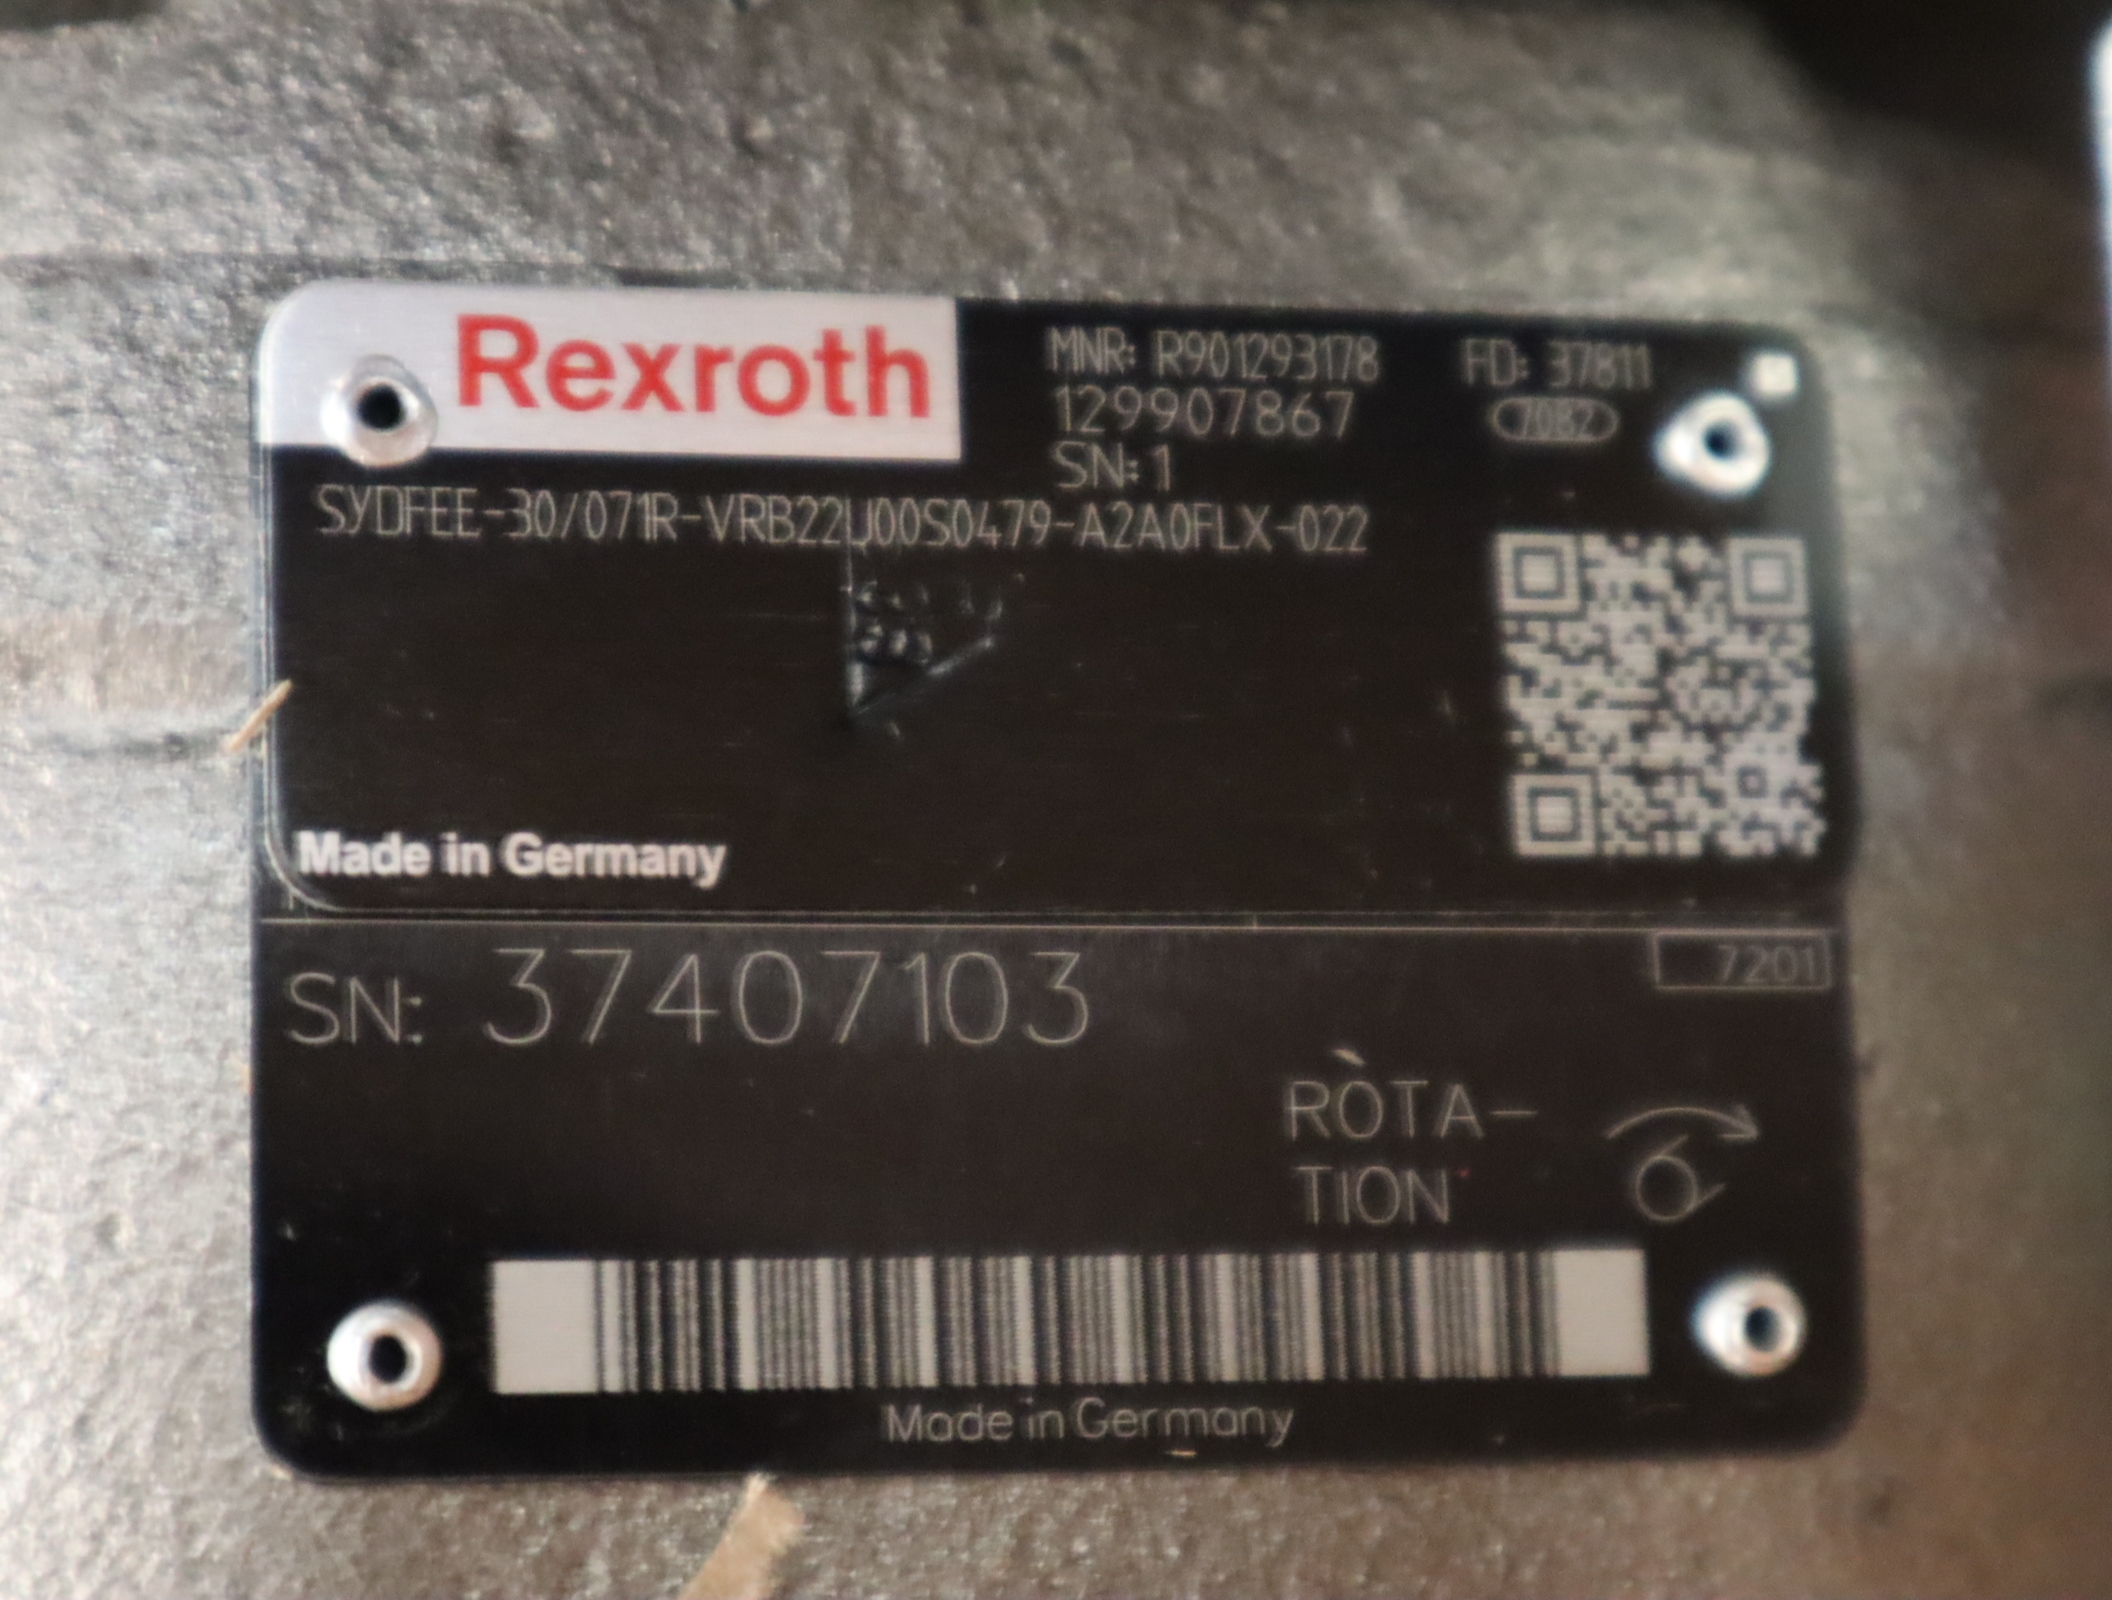 Rexroth
MNR: R901293178 FD: 37811
129907867 7082
SN: 1
SYDFEE-30/071R-VRB22U00S0479-A2A0FLX-022
Made in Germany
7201
SN: 37407103
ROTA-
TION
Made in Germany